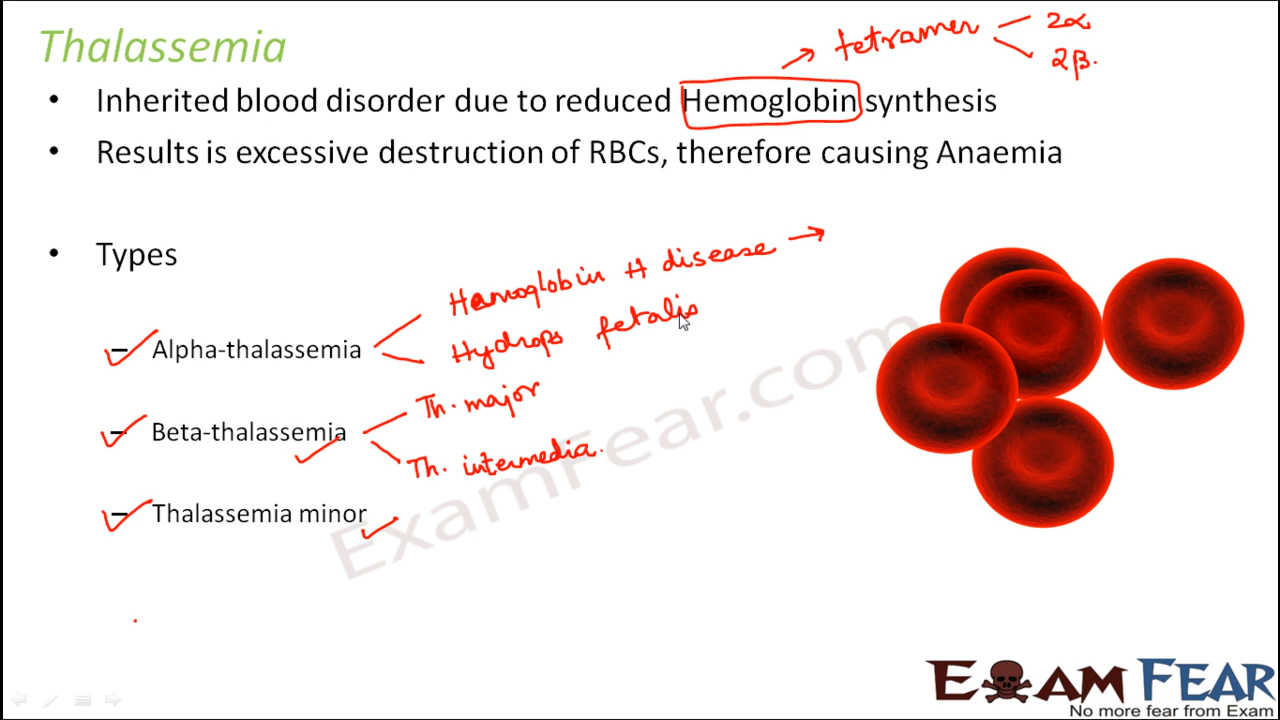 Thalassemia
→ tetramer 2α
2β.
• Inherited blood disorder due to reduced Hemoglobin synthesis
• Results is excessive destruction of RBCs, therefore causing Anaemia
• Types
Hemoglobin H disease →
– Alpha-thalassemia
Hydrops fetalis
Th. major
– Beta-thalassemia
Th. intermedia.
– Thalassemia minor
ExamFear.com
EXAM FEAR
No more fear from Exam